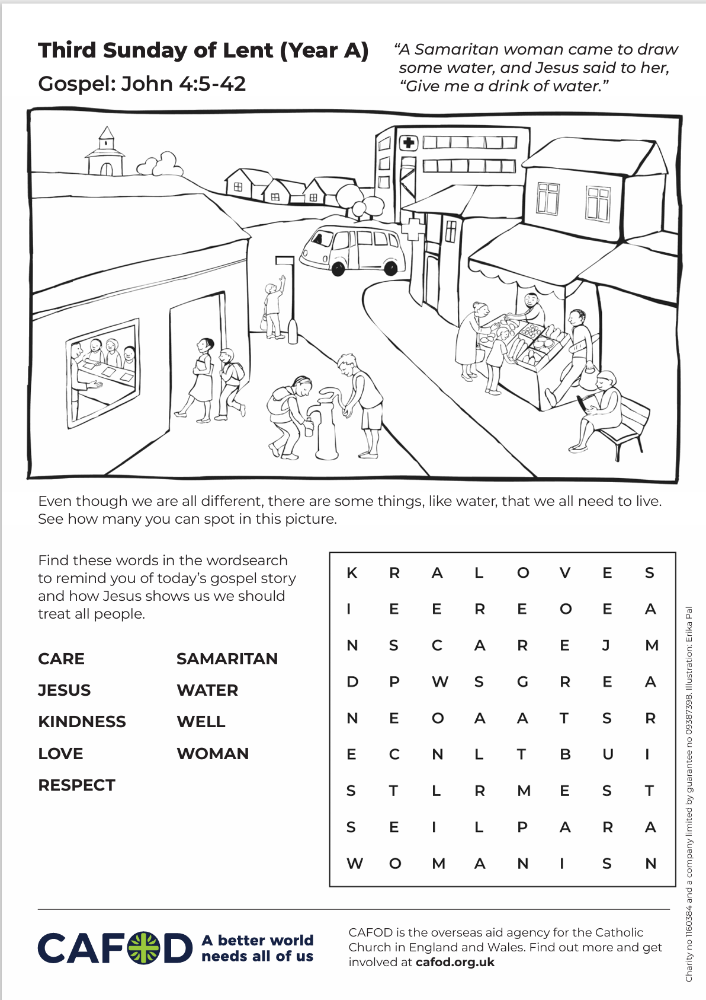 Third Sunday of Lent (Year A)
Gospel: John 4:5-42
“A Samaritan woman came to draw
some water, and Jesus said to her,
“Give me a drink of water.”
Even though we are all different, there are some things, like water, that we all need to live.
See how many you can spot in this picture.
Find these words in the wordsearch
to remind you of today’s gospel story
and how Jesus shows us we should
treat all people.
CARE
JESUS
KINDNESS
LOVE
RESPECT
SAMARITAN
WATER
WELL
WOMAN
K R A L O V E S
I E E R E O E A
N S C A R E J M
D P W S G R E A
N E O A A T S R
E C N L T B U I
S T L R M E S T
S E I L P A R A
W O M A N I S N
Charity no 1160384 and a company limited by guarantee no 09387398. Illustration: Erika Pal
CAFOD
A better world
needs all of us
CAFOD is the overseas aid agency for the Catholic
Church in England and Wales. Find out more and get
involved at cafod.org.uk